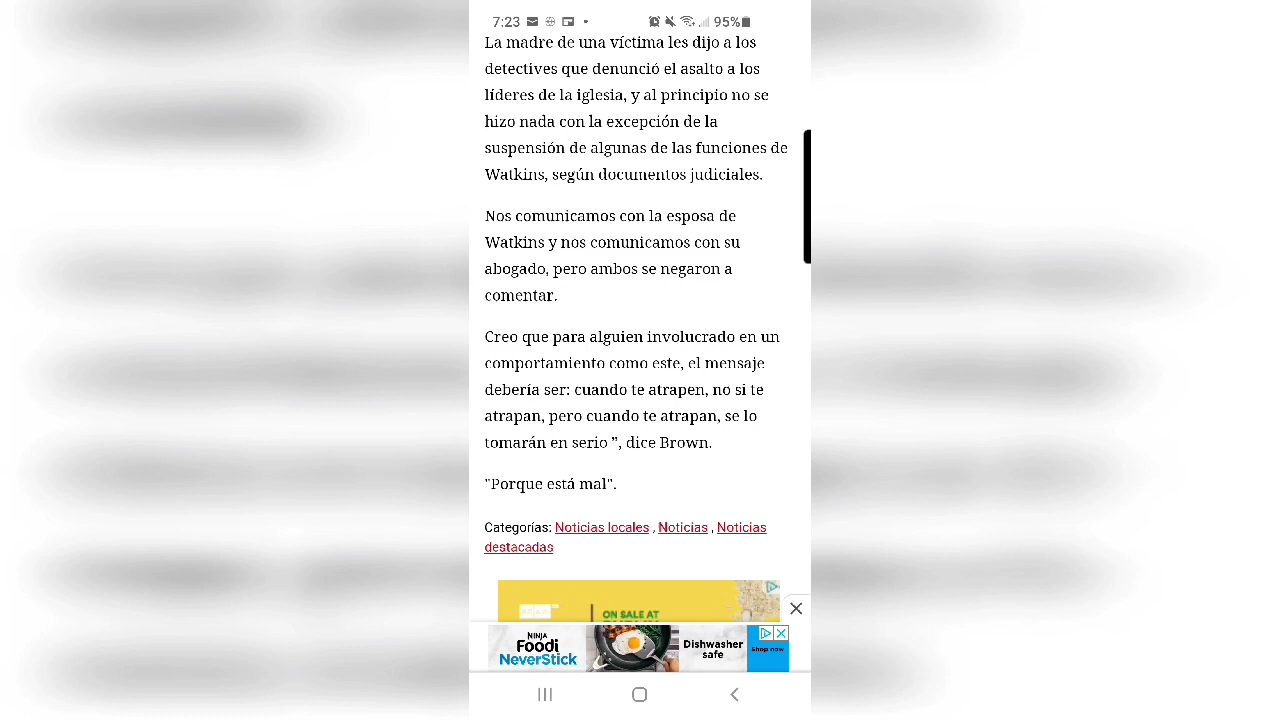 7:23 95%
La madre de una víctima les dijo a los
detectives que denunció el asalto a los
líderes de la iglesia, y al principio no se
hizo nada con la excepción de la
suspensión de algunas de las funciones de
Watkins, según documentos judiciales.
Nos comunicamos con la esposa de
Watkins y nos comunicamos con su
abogado, pero ambos se negaron a
comentar.
Creo que para alguien involucrado en un
comportamiento como este, el mensaje
debería ser: cuando te atrapen, no si te
atrapan, pero cuando te atrapan, se lo
tomarán en serio ”, dice Brown.
"Porque está mal".
Categorías: Noticias locales , Noticias , Noticias
destacadas
ON SALE AT
NINJA
Foodi
NeverStick
Dishwasher
safe
Shop now